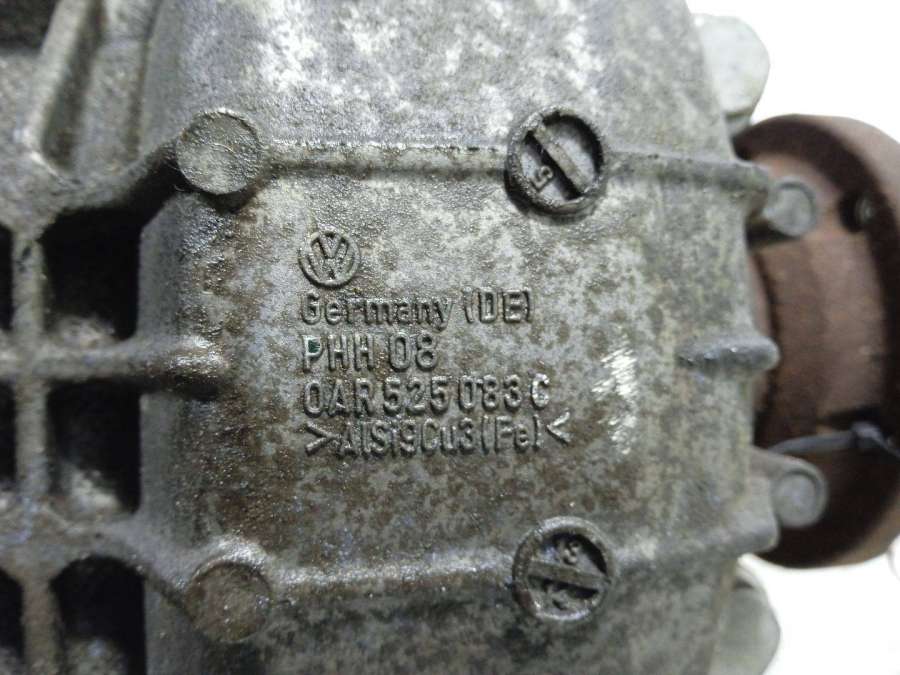 VW
Germany (DE)
PHH 08
0AR 525 083 C
>AlSi9Cu3(Fe)<